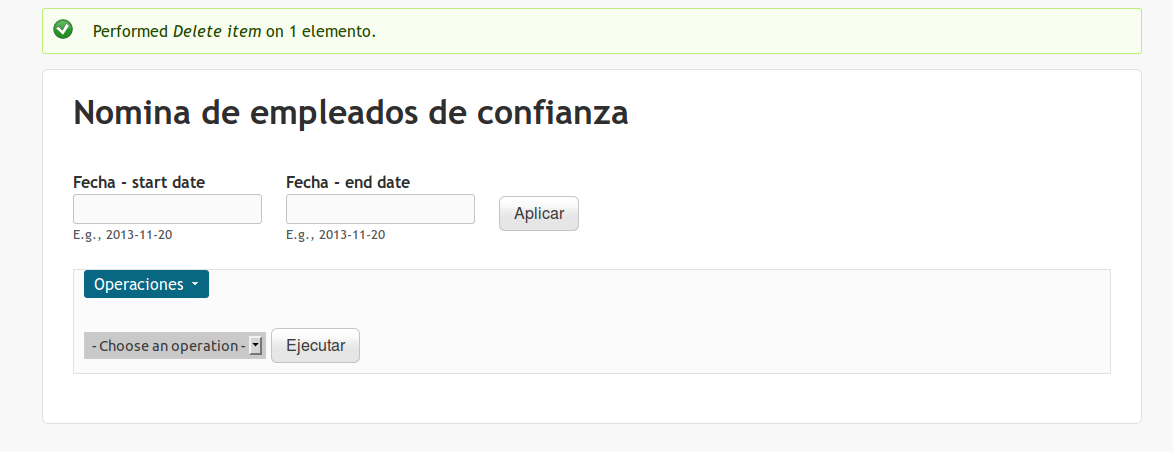 Performed Delete item on 1 elemento.
Nomina de empleados de confianza
Fecha - start date Fecha - end date
Aplicar
E.g., 2013-11-20 E.g., 2013-11-20
Operaciones
- Choose an operation - Ejecutar